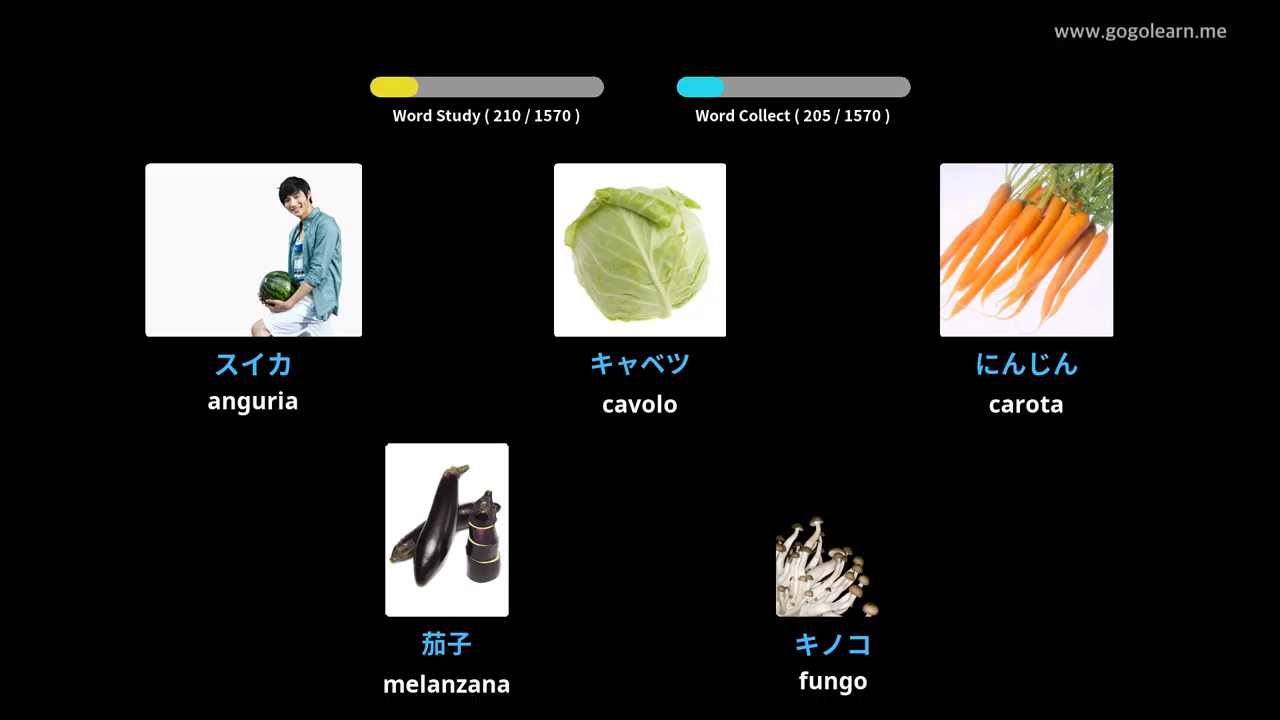 www.gogolearn.me
Word Study ( 210 / 1570 )
Word Collect ( 205 / 1570 )
スイカ
anguria
キャベツ
cavolo
にんじん
carota
茄子
melanzana
キノコ
fungo